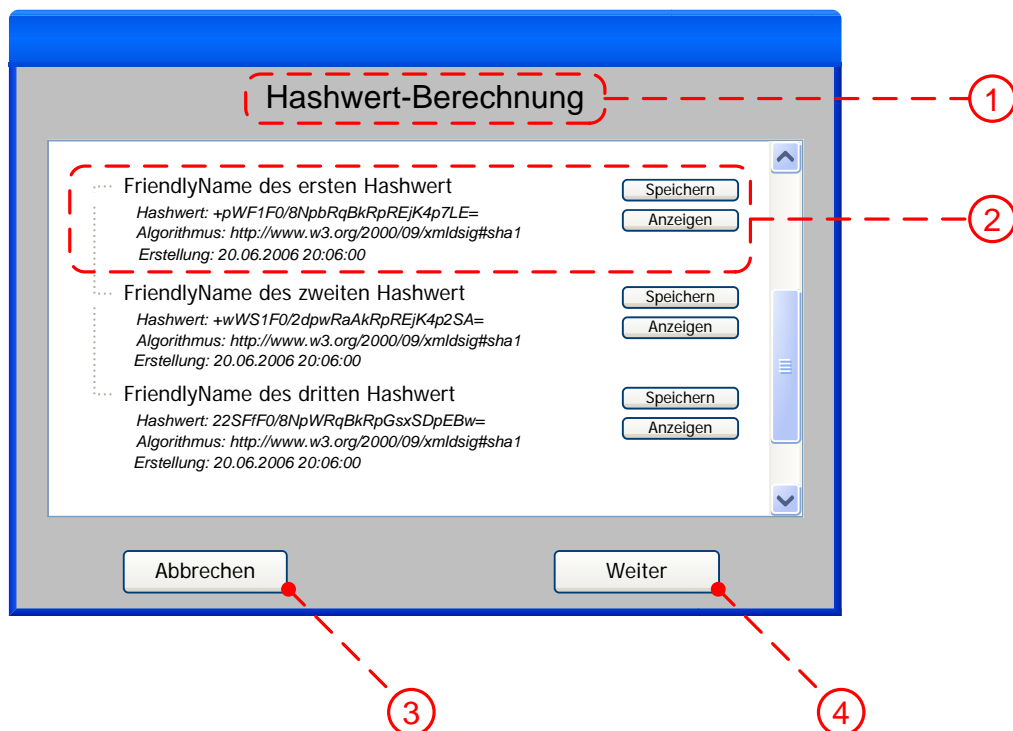 Hashwert-Berechnung
1
FriendlyName des ersten Hashwert
Speichern
Hashwert: +pWF1F0/8NpbRqBkRpREjK4p7LE=
Anzeigen
2
Algorithmus: http://www.w3.org/2000/09/xmldsig#sha1
Erstellung: 20.06.2006 20:06:00
FriendlyName des zweiten Hashwert
Speichern
Hashwert: +wWS1F0/2dpwRaAkRpREjK4p2SA=
Anzeigen
Algorithmus: http://www.w3.org/2000/09/xmldsig#sha1
Erstellung: 20.06.2006 20:06:00
FriendlyName des dritten Hashwert
Speichern
Hashwert: 22SFfF0/8NpWRqBkRpGsxSDpEBw=
Anzeigen
Algorithmus: http://www.w3.org/2000/09/xmldsig#sha1
Erstellung: 20.06.2006 20:06:00
Abbrechen
Weiter
3
4